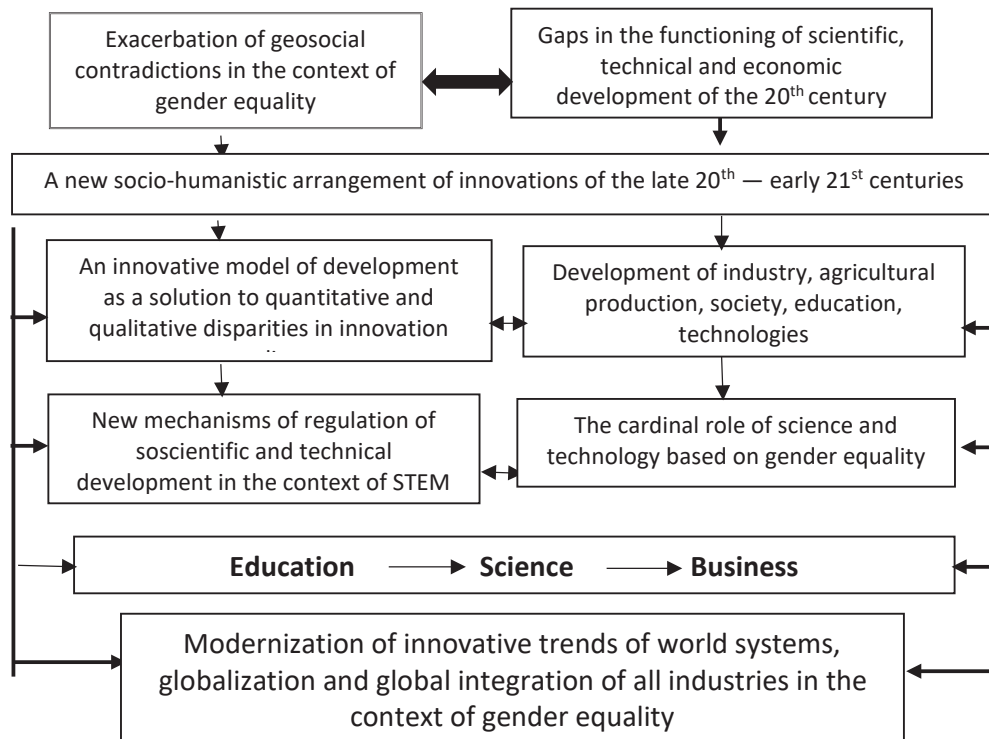 Exacerbation of geosocial
contradictions in the context of
gender equality
Gaps in the functioning of scientific,
technical and economic
development of the 20th century
A new socio-humanistic arrangement of innovations of the late 20th — early 21st centuries
An innovative model of development
as a solution to quantitative and
qualitative disparities in innovation
Development of industry, agricultural
production, society, education,
technologies
New mechanisms of regulation of
soscientific and technical
development in the context of STEM
The cardinal role of science and
technology based on gender equality
Education Science Business
Modernization of innovative trends of world systems,
globalization and global integration of all industries in the
context of gender equality